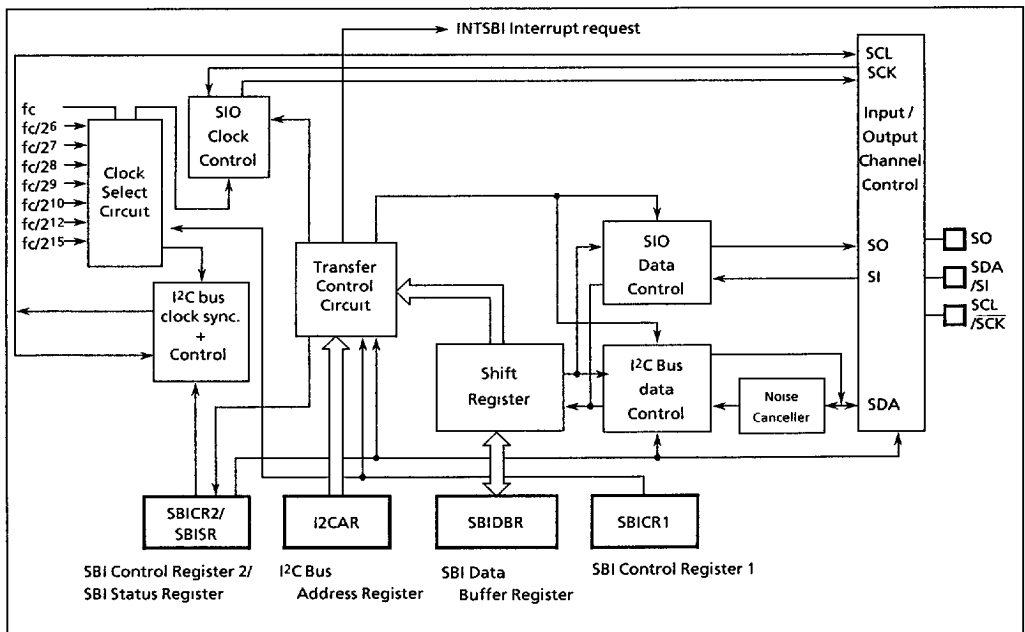 INTSBI Interrupt request
SCL
SCK
Input /
Output
Channel
Control
SO
SI
SDA
SO
SDA
/SI
SCL
/SCK
fc
fc/2⁶
fc/2⁷
fc/2⁸
fc/2⁹
fc/2¹⁰
fc/2¹²
fc/2¹⁵
Clock
Select
Circuit
SIO
Clock
Control
I²C bus
clock sync.
+
Control
Transfer
Control
Circuit
SIO
Data
Control
Shift
Register
I²C Bus
data
Control
Noise
Canceller
SBICR2/
SBISR
I2CAR
SBIDBR
SBICR1
SBI Control Register 2/
SBI Status Register
I²C Bus
Address Register
SBI Data
Buffer Register
SBI Control Register 1